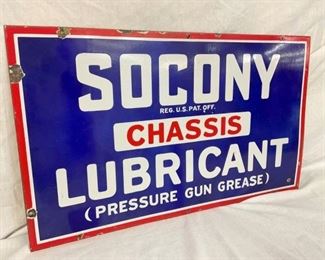 SOCONY
REG. U.S. PAT. OFF.
CHASSIS
LUBRICANT
(PRESSURE GUN GREASE)